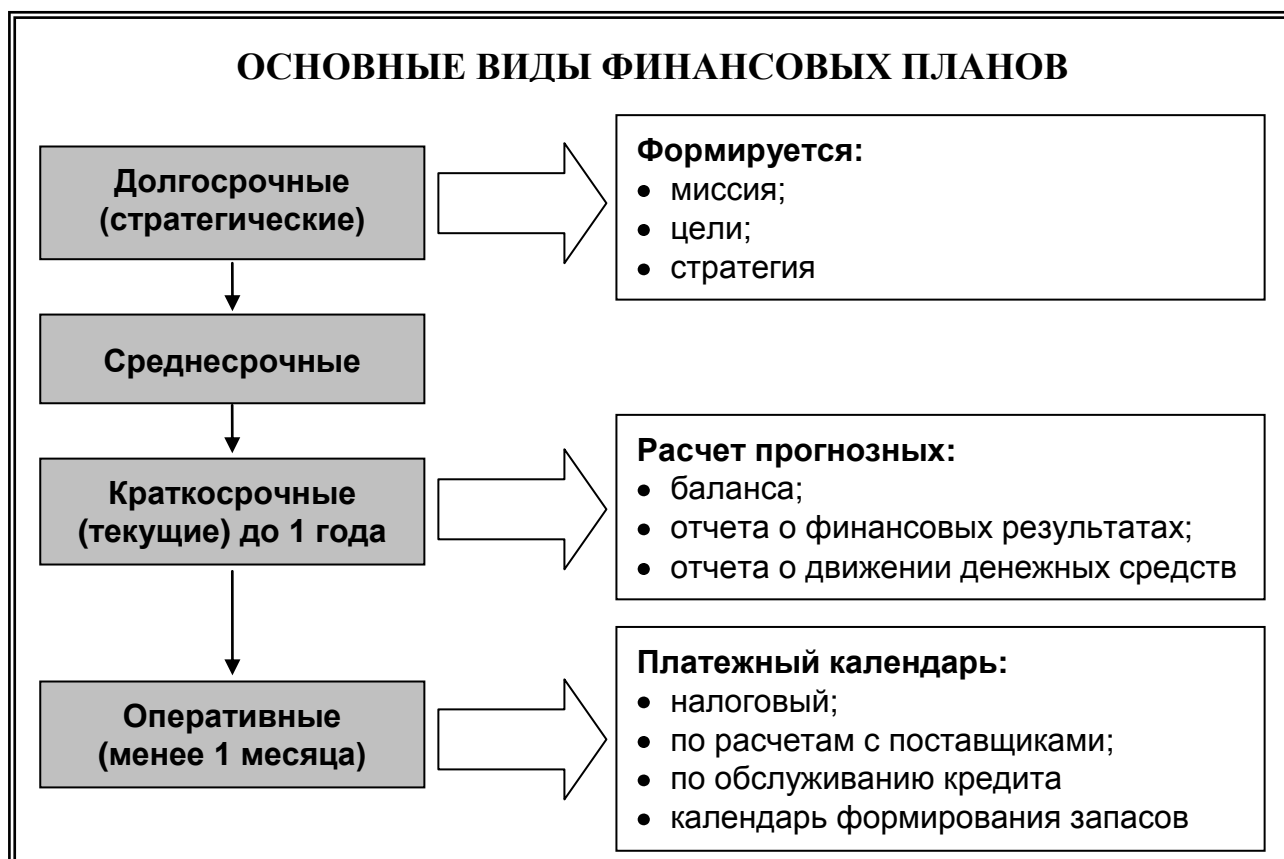 ОСНОВНЫЕ ВИДЫ ФИНАНСОВЫХ ПЛАНОВ
Долгосрочные
(стратегические)
Формируется:
• миссия;
• цели;
• стратегия
Среднесрочные
Краткосрочные
(текущие) до 1 года
Расчет прогнозных:
• баланса;
• отчета о финансовых результатах;
• отчета о движении денежных средств
Оперативные
(менее 1 месяца)
Платежный календарь:
• налоговый;
• по расчетам с поставщиками;
• по обслуживанию кредита
• календарь формирования запасов